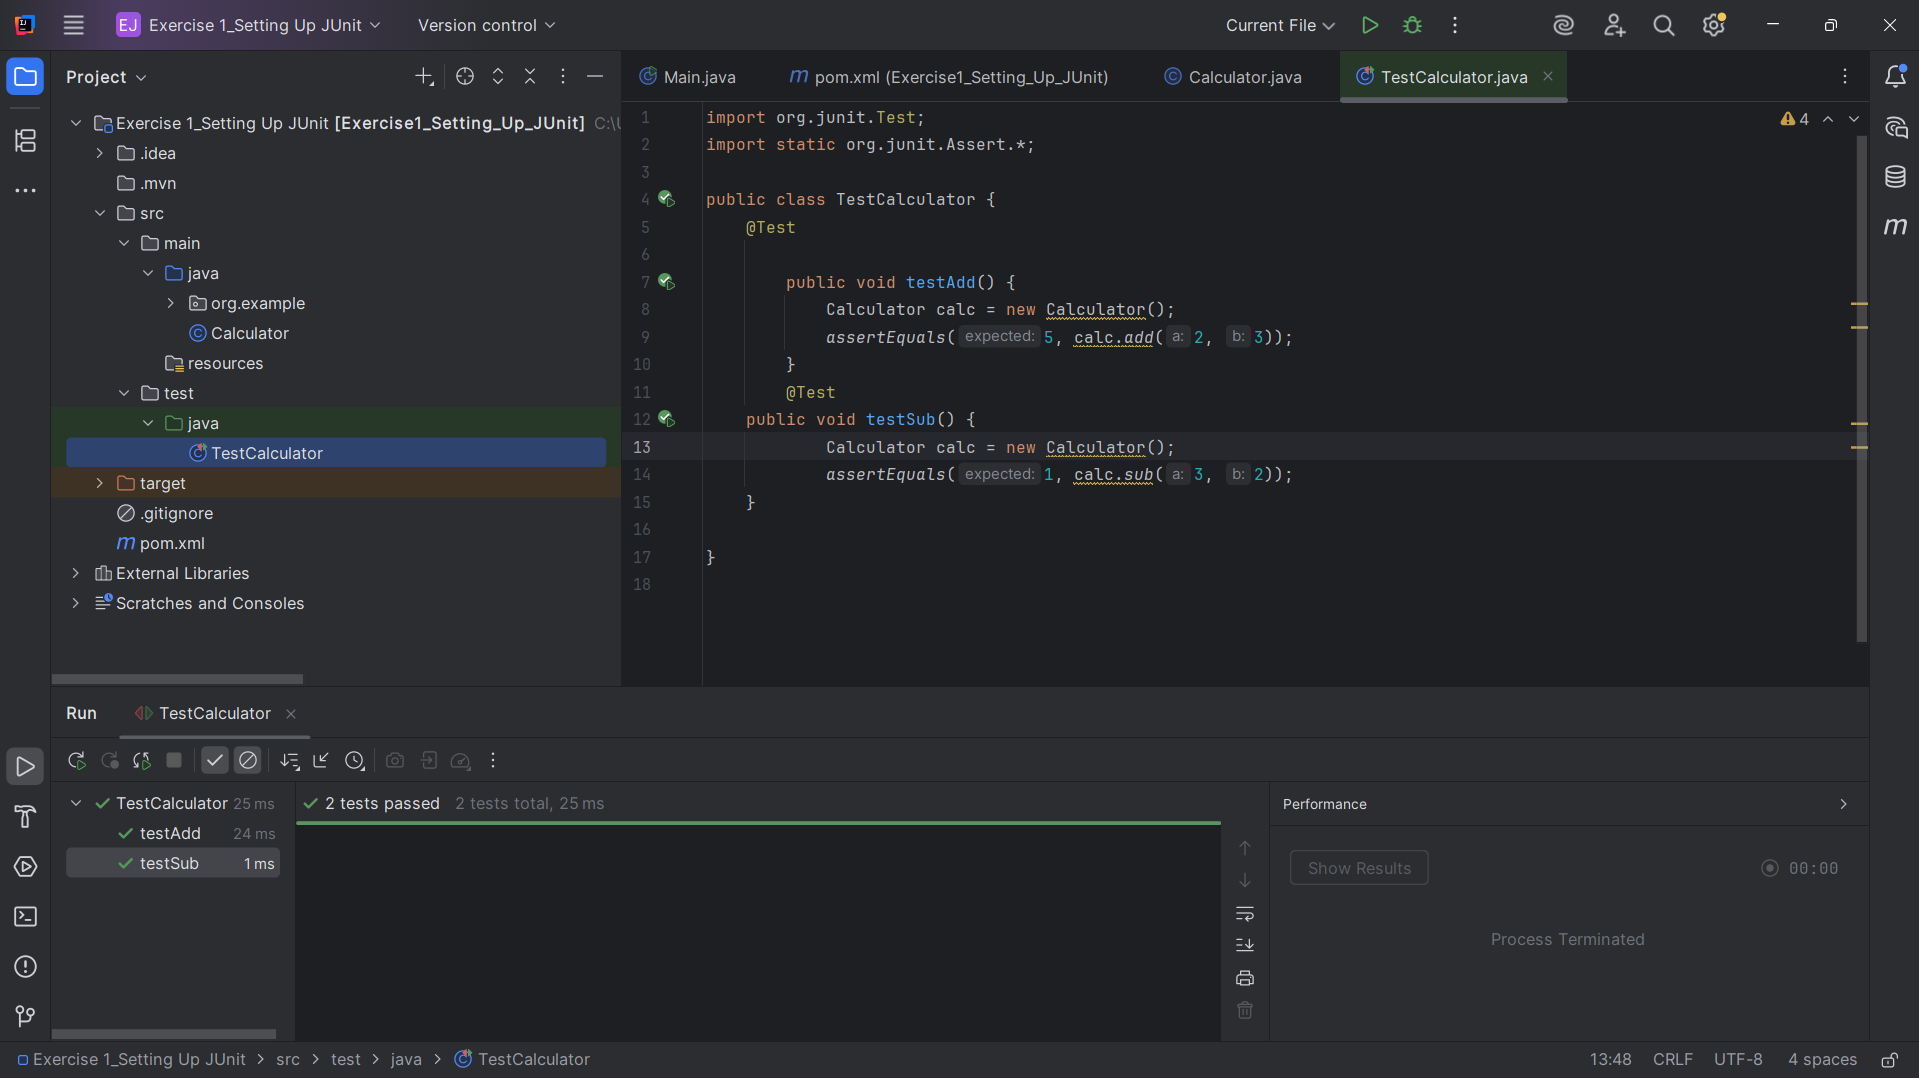 EJ Exercise 1_Setting Up JUnit Version control Current File
Project
Main.java
m pom.xml (Exercise1_Setting_Up_JUnit)
Calculator.java
TestCalculator.java
Exercise 1_Setting Up JUnit [Exercise1_Setting_Up_JUnit] C:\U
.idea
.mvn
src
main
java
org.example
Calculator
resources
test
java
TestCalculator
target
.gitignore
m pom.xml
External Libraries
Scratches and Consoles
4
1 import org.junit.Test;
2 import static org.junit.Assert.*;
3
4 public class TestCalculator {
5 @Test
6
7 public void testAdd() {
8 Calculator calc = new Calculator();
9 assertEquals( expected: 5, calc.add( a: 2, b: 3));
10 }
11 @Test
12 public void testSub() {
13 Calculator calc = new Calculator();
14 assertEquals( expected: 1, calc.sub( a: 3, b: 2));
15 }
16
17 }
18
m
Run TestCalculator
TestCalculator 25 ms
testAdd 24 ms
testSub 1 ms
2 tests passed 2 tests total, 25 ms
Performance
Show Results 00:00
Process Terminated
Exercise 1_Setting Up JUnit > src > test > java > TestCalculator
13:48 CRLF UTF-8 4 spaces